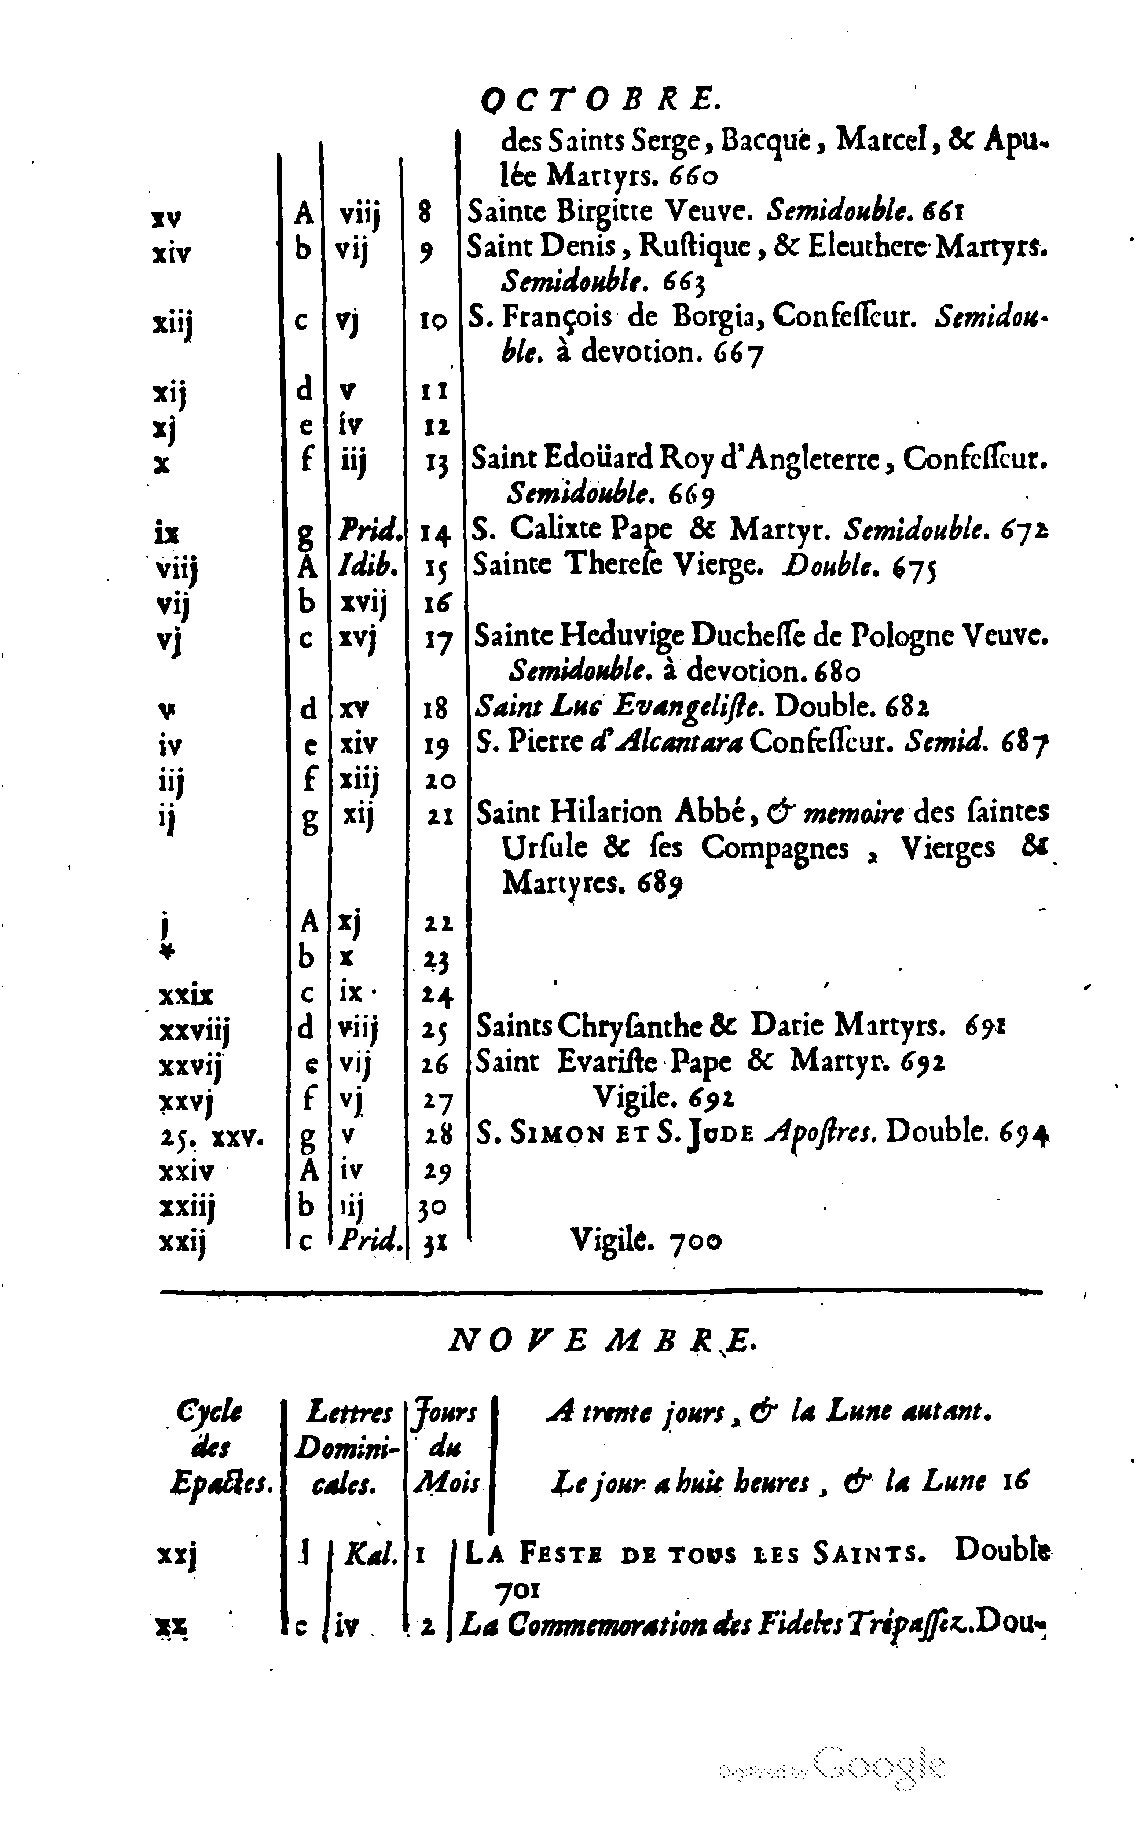 OCTOBRE.
des Saints Serge, Bacque, Marcel, & Apu-
lée Martyrs. 660
xv A viij 8 Sainte Birgitte Veuve. Semidouble. 661
xiv b vij 9 Saint Denis, Ruſtique, & Eleuthere Martyrs.
Semidouble. 663
xiij c vj 10 S. François de Borgia, Confeſſeur. Semidou-
ble. à devotion. 667
xij d v 11
xj e iv 12
x f iij 13 Saint Edoüard Roy d'Angleterre, Confeſſeur.
Semidouble. 669
ix g Prid. 14 S. Calixte Pape & Martyr. Semidouble. 672
viij A Idib. 15 Sainte Thereſe Vierge. Double. 675
vij b xvij 16
vj c xvj 17 Sainte Heduvige Ducheſſe de Pologne Veuve.
Semidouble. à devotion. 680
v d xv 18 Saint Luc Evangeliſte. Double. 682
iv e xiv 19 S. Pierre d'Alcantara Confeſſeur. Semid. 687
iij f xiij 20
ij g xij 21 Saint Hilarion Abbé, & memoire des ſaintes
Urſule & ſes Compagnes, Vierges &
Martyres. 689
j A xj 22
* b x 23
xxix c ix 24
xxviij d viij 25 Saints Chryſanthe & Darie Martyrs. 691
xxvij e vij 26 Saint Evariſte Pape & Martyr. 692
xxvj f vj 27 Vigile. 692
25. xxv. g v 28 S. SIMON ET S. JUDE Apoſtres. Double. 694
xxiv A iv 29
xxiij b iij 30
xxij c Prid. 31 Vigile. 700
NOVEMBRE.
Cycle Lettres Jours A trente jours, & la Lune autant.
des Domini- du
Epactes. cales. Mois Le jour a huit heures, & la Lune 16
xxj Kal. 1 LA FESTE DE TOUS LES SAINTS. Double
701
xx e iv 2 La Commemoration des Fideles Trépaſſez. Dou-
Digitized by Google